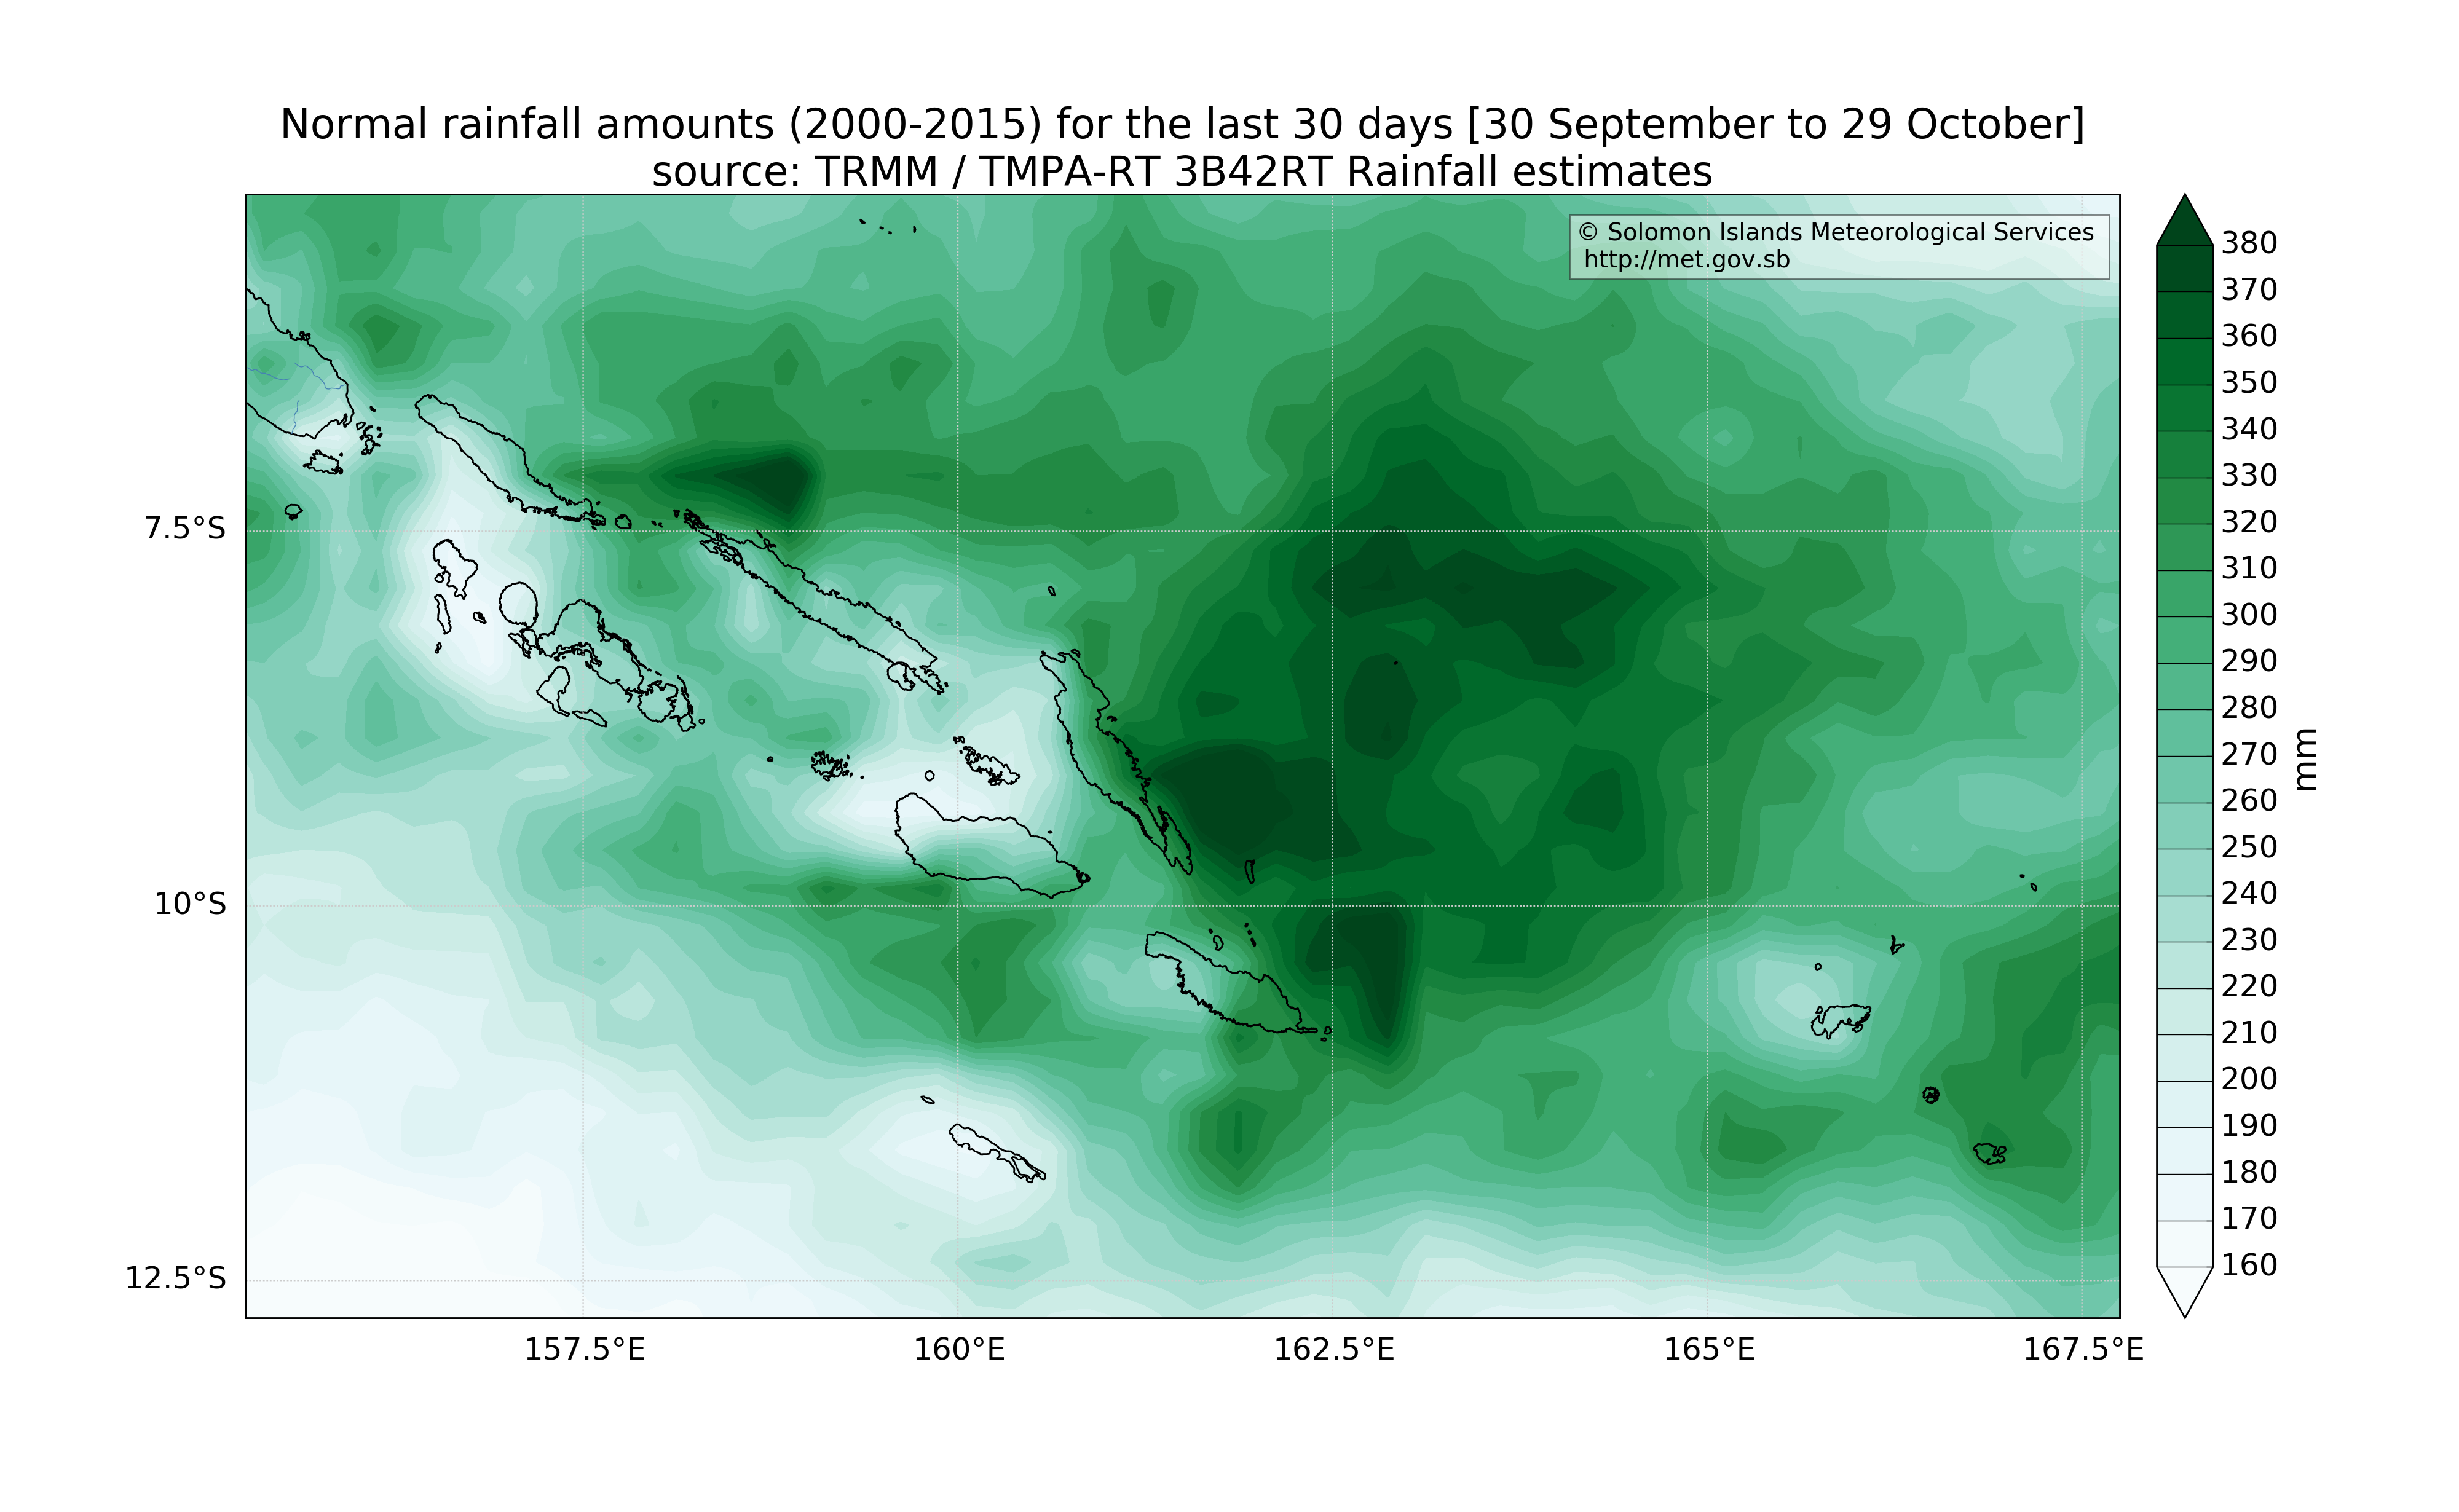 Normal rainfall amounts (2000-2015) for the last 30 days [30 September to 29 October]
source: TRMM / TMPA-RT 3B42RT Rainfall estimates
© Solomon Islands Meteorological Services
http://met.gov.sb
7.5°S
10°S
12.5°S
157.5°E
160°E
162.5°E
165°E
167.5°E
380
370
360
350
340
330
320
310
300
290
280
270
260
250
240
230
220
210
200
190
180
170
160
mm